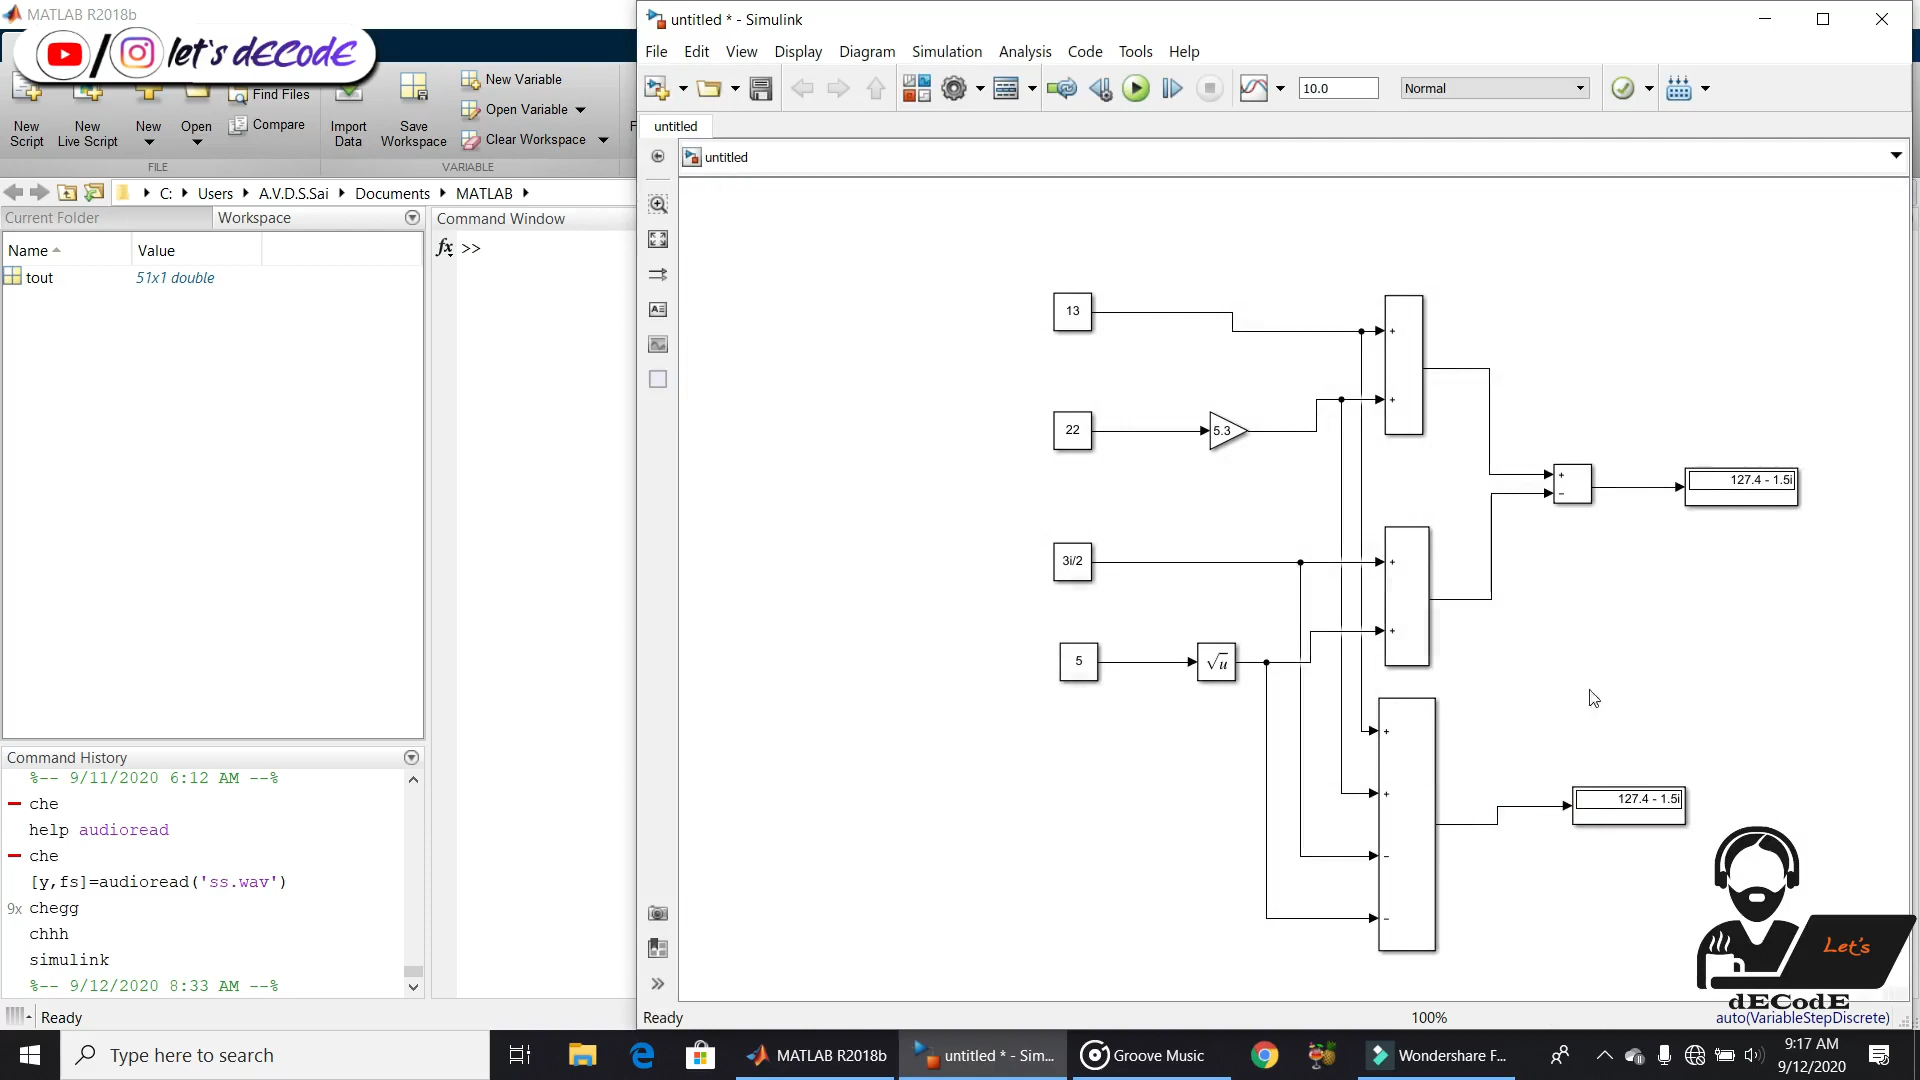 MATLAB R2018b
let's dECodE
New Script
New Live Script
New
Open
Find Files
Compare
Import Data
Save Workspace
New Variable
Open Variable
Clear Workspace
FILE
VARIABLE
C: Users A.V.D.S.Sai Documents MATLAB
Current Folder
Workspace
Name
Value
tout
51x1 double
Command Window
fx >>
Command History
%-- 9/11/2020 6:12 AM --%
che
help audioread
che
[y,fs]=audioread('ss.wav')
9x chegg
chhh
simulink
%-- 9/12/2020 8:33 AM --%
Ready
untitled * - Simulink
File Edit View Display Diagram Simulation Analysis Code Tools Help
10.0
Normal
untitled
untitled
13
+
+
22
5.3
+
−
127.4 - 1.5i
3i/2
+
+
5
√u
+
+
−
−
127.4 - 1.5i
Let's
dECodE
Ready
100%
auto(VariableStepDiscrete)
Type here to search
MATLAB R2018b
untitled * - Sim...
Groove Music
Wondershare F...
9:17 AM
9/12/2020